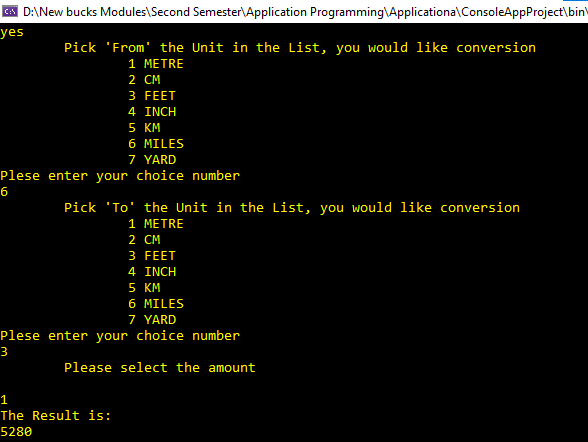 D:\New bucks Modules\Second Semester\Application Programming\Applicationa\ConsoleAppProject\bin\
yes
Pick 'From' the Unit in the List, you would like conversion
1 METRE
2 CM
3 FEET
4 INCH
5 KM
6 MILES
7 YARD
Plese enter your choice number
6
Pick 'To' the Unit in the List, you would like conversion
1 METRE
2 CM
3 FEET
4 INCH
5 KM
6 MILES
7 YARD
Plese enter your choice number
3
Please select the amount
1
The Result is:
5280